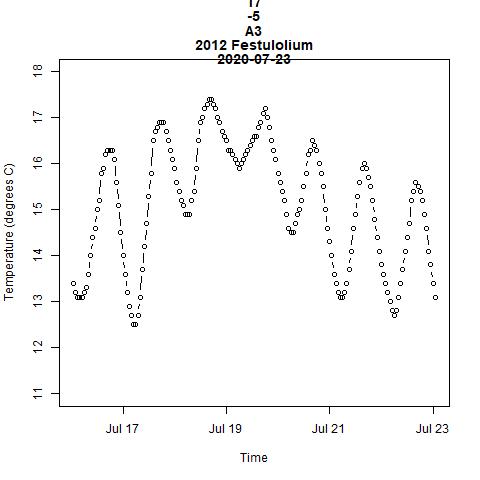 17
-5
A3
2012 Festulolium
2020-07-23
Temperature (degrees C)
18
17
16
15
14
13
12
11
Jul 17
Jul 19
Jul 21
Jul 23
Time